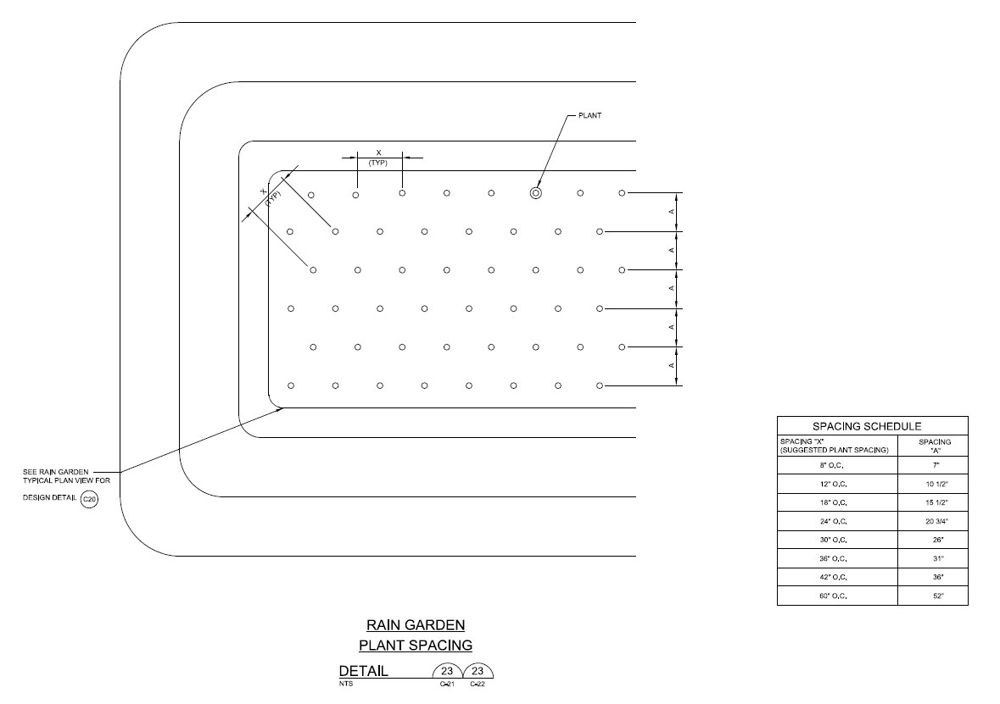 PLANT
X
(TYP)
X
(TYP)
A
A
A
A
A
SEE RAIN GARDEN
TYPICAL PLAN VIEW FOR
DESIGN DETAIL C20
SPACING SCHEDULE
SPACING "X" SPACING
(SUGGESTED PLANT SPACING) "A"
8" O.C. 7"
12" O.C. 10 1/2"
18" O.C. 15 1/2"
24" O.C. 20 3/4"
30" O.C. 26"
36" O.C. 31"
42" O.C. 36"
60" O.C. 52"
RAIN GARDEN
PLANT SPACING
DETAIL 23 23
NTS C-21 C-22